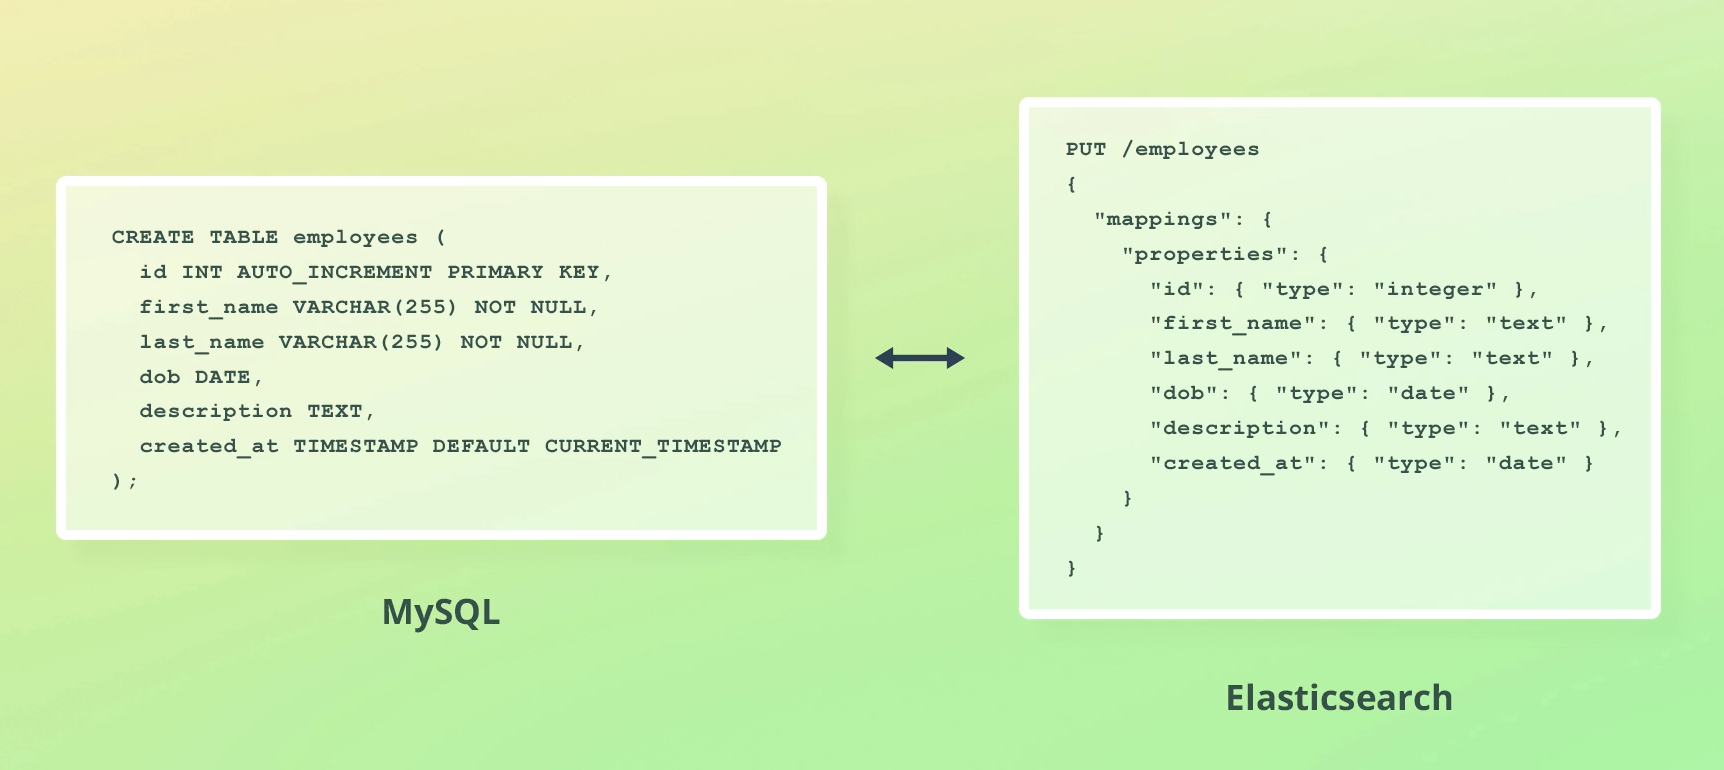 CREATE TABLE employees (
  id INT AUTO_INCREMENT PRIMARY KEY,
  first_name VARCHAR(255) NOT NULL,
  last_name VARCHAR(255) NOT NULL,
  dob DATE,
  description TEXT,
  created_at TIMESTAMP DEFAULT CURRENT_TIMESTAMP
);
MySQL
PUT /employees
{
  "mappings": {
    "properties": {
      "id": { "type": "integer" },
      "first_name": { "type": "text" },
      "last_name": { "type": "text" },
      "dob": { "type": "date" },
      "description": { "type": "text" },
      "created_at": { "type": "date" }
    }
  }
}
Elasticsearch